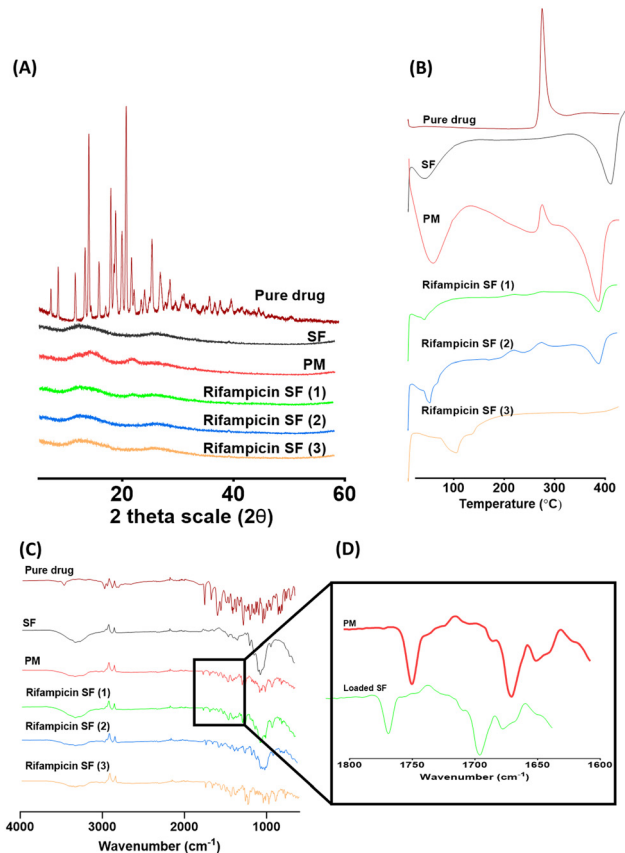 (A)
Pure drug
SF
PM
Rifampicin SF (1)
Rifampicin SF (2)
Rifampicin SF (3)
20
40
60
2 theta scale (2θ)
(B)
Pure drug
SF
PM
Rifampicin SF (1)
Rifampicin SF (2)
Rifampicin SF (3)
100
200
300
400
Temperature (°C)
(C)
Pure drug
SF
PM
Rifampicin SF (1)
Rifampicin SF (2)
Rifampicin SF (3)
4000
3000
2000
1000
Wavenumber (cm-1)
(D)
PM
Loaded SF
1800
1750
1700
1650
1600
Wavenumber (cm-1)